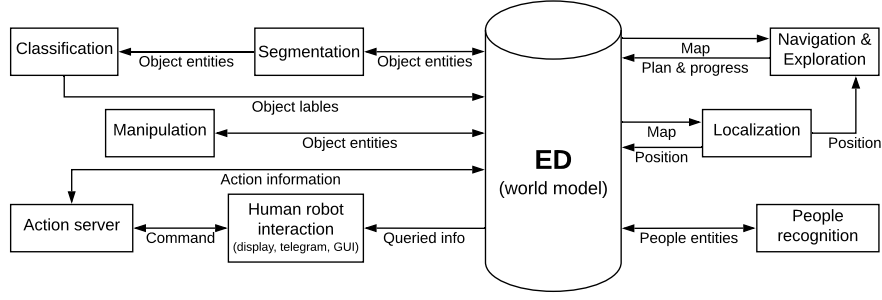 Classification
Segmentation
Object entities
Object entities
Object lables
Manipulation
Object entities
Action information
Action server
Command
Human robot
interaction
(display, telegram, GUI)
Queried info
ED
(world model)
Map
Plan & progress
Navigation &
Exploration
Map
Position
Localization
Position
People entities
People
recognition